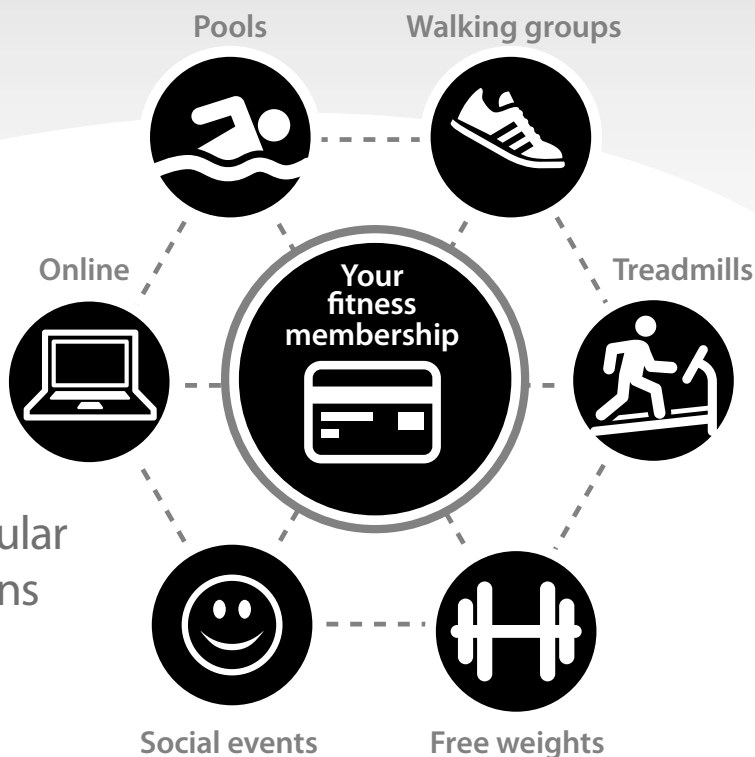 Pools
Walking groups
Online
Your
fitness
membership
Treadmills
Social events
Free weights